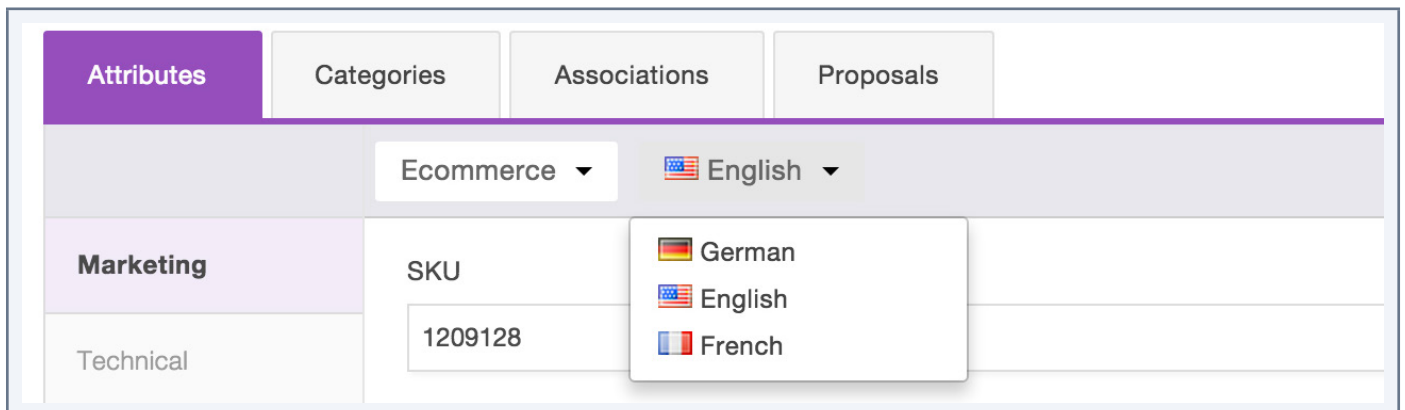 Attributes Categories Associations Proposals
Ecommerce English
Marketing
SKU
German
English
1209128
French
Technical